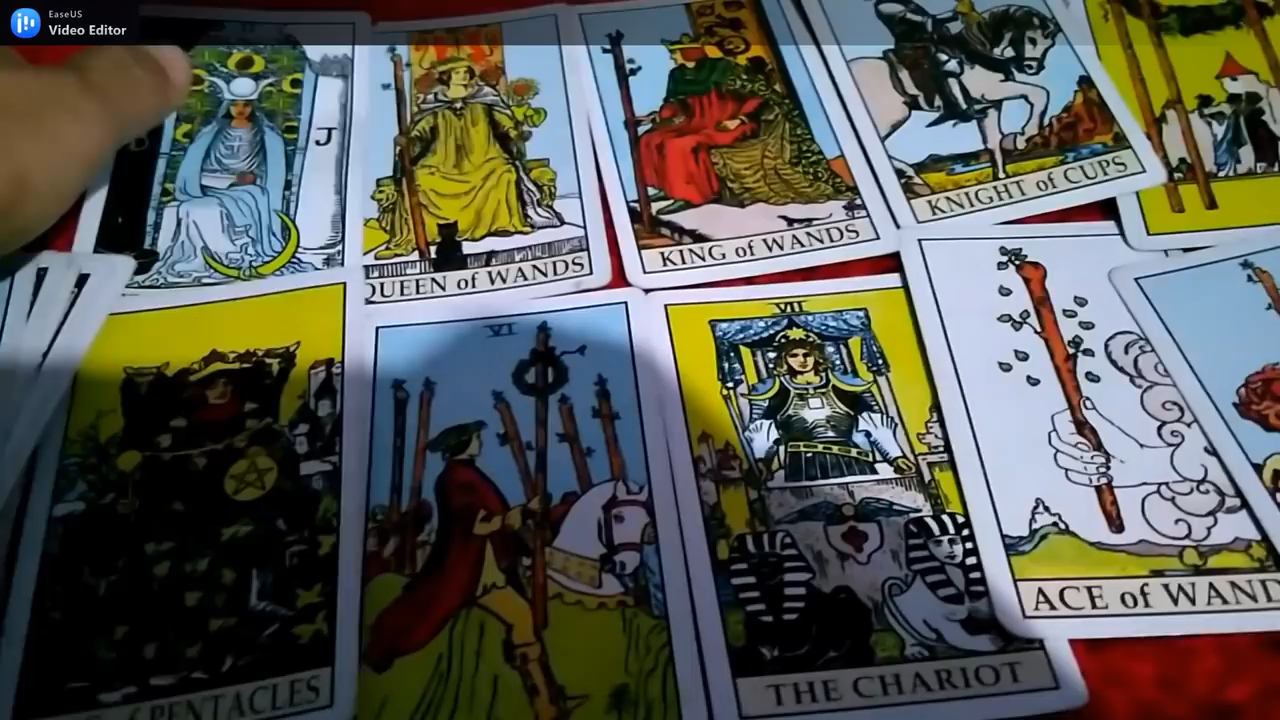 EaseUS
Video Editor
B
J
QUEEN of WANDS
KING of WANDS
KNIGHT of CUPS
VI
VII
of PENTACLES
THE CHARIOT
ACE of WAND